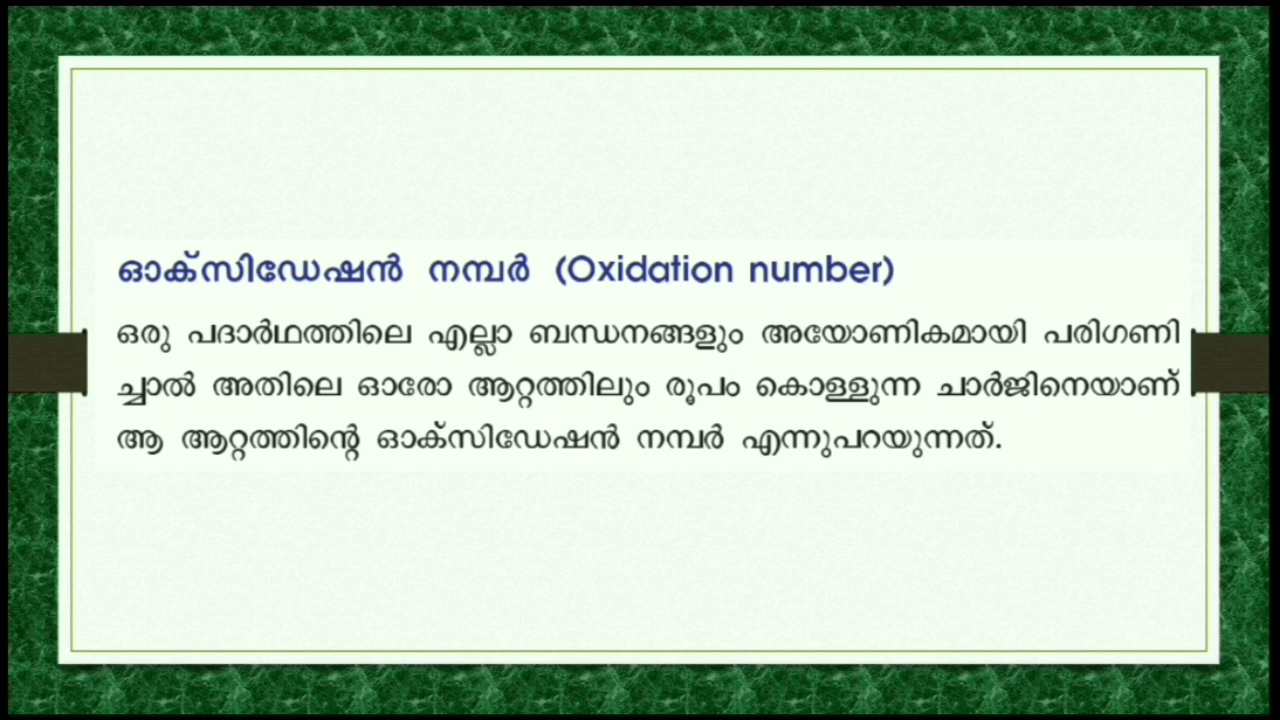 ഓക്സിഡേഷൻ നമ്പർ (Oxidation number)
ഒരു പദാർഥത്തിലെ എല്ലാ ബന്ധനങ്ങളും അയോണികമായി പരിഗണി
ച്ചാൽ അതിലെ ഓരോ ആറ്റത്തിലും രൂപം കൊള്ളുന്ന ചാർജിനെയാണ്
ആ ആറ്റത്തിന്റെ ഓക്സിഡേഷൻ നമ്പർ എന്നുപറയുന്നത്.